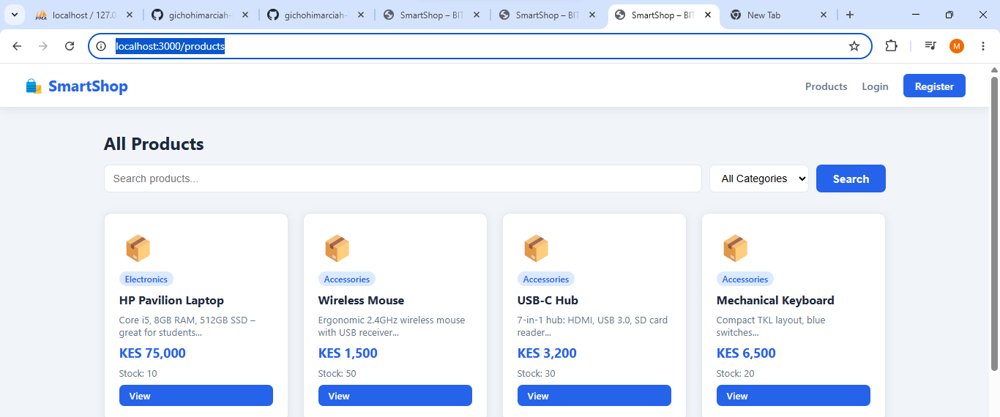 localhost / 127.0
gichohimarciah-
gichohimarciah-
SmartShop – BIT
SmartShop – BIT
SmartShop – BIT
New Tab
localhost:3000/products
M
SmartShop
Products Login Register
All Products
Search products... All Categories Search
Electronics Accessories Accessories Accessories
HP Pavilion Laptop Wireless Mouse USB-C Hub Mechanical Keyboard
Core i5, 8GB RAM, 512GB SSD – Ergonomic 2.4GHz wireless mouse 7-in-1 hub: HDMI, USB 3.0, SD card Compact TKL layout, blue
great for students... with USB receiver... reader... switches...
KES 75,000 KES 1,500 KES 3,200 KES 6,500
Stock: 10 Stock: 50 Stock: 30 Stock: 20
View View View View